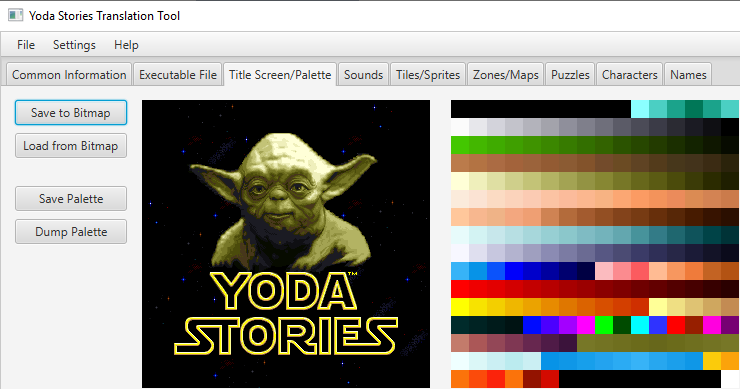 Yoda Stories Translation Tool
File Settings Help
Common Information Executable File Title Screen/Palette Sounds Tiles/Sprites Zones/Maps Puzzles Characters Names
Save to Bitmap
Load from Bitmap
Save Palette
Dump Palette
YODA™
STORIES